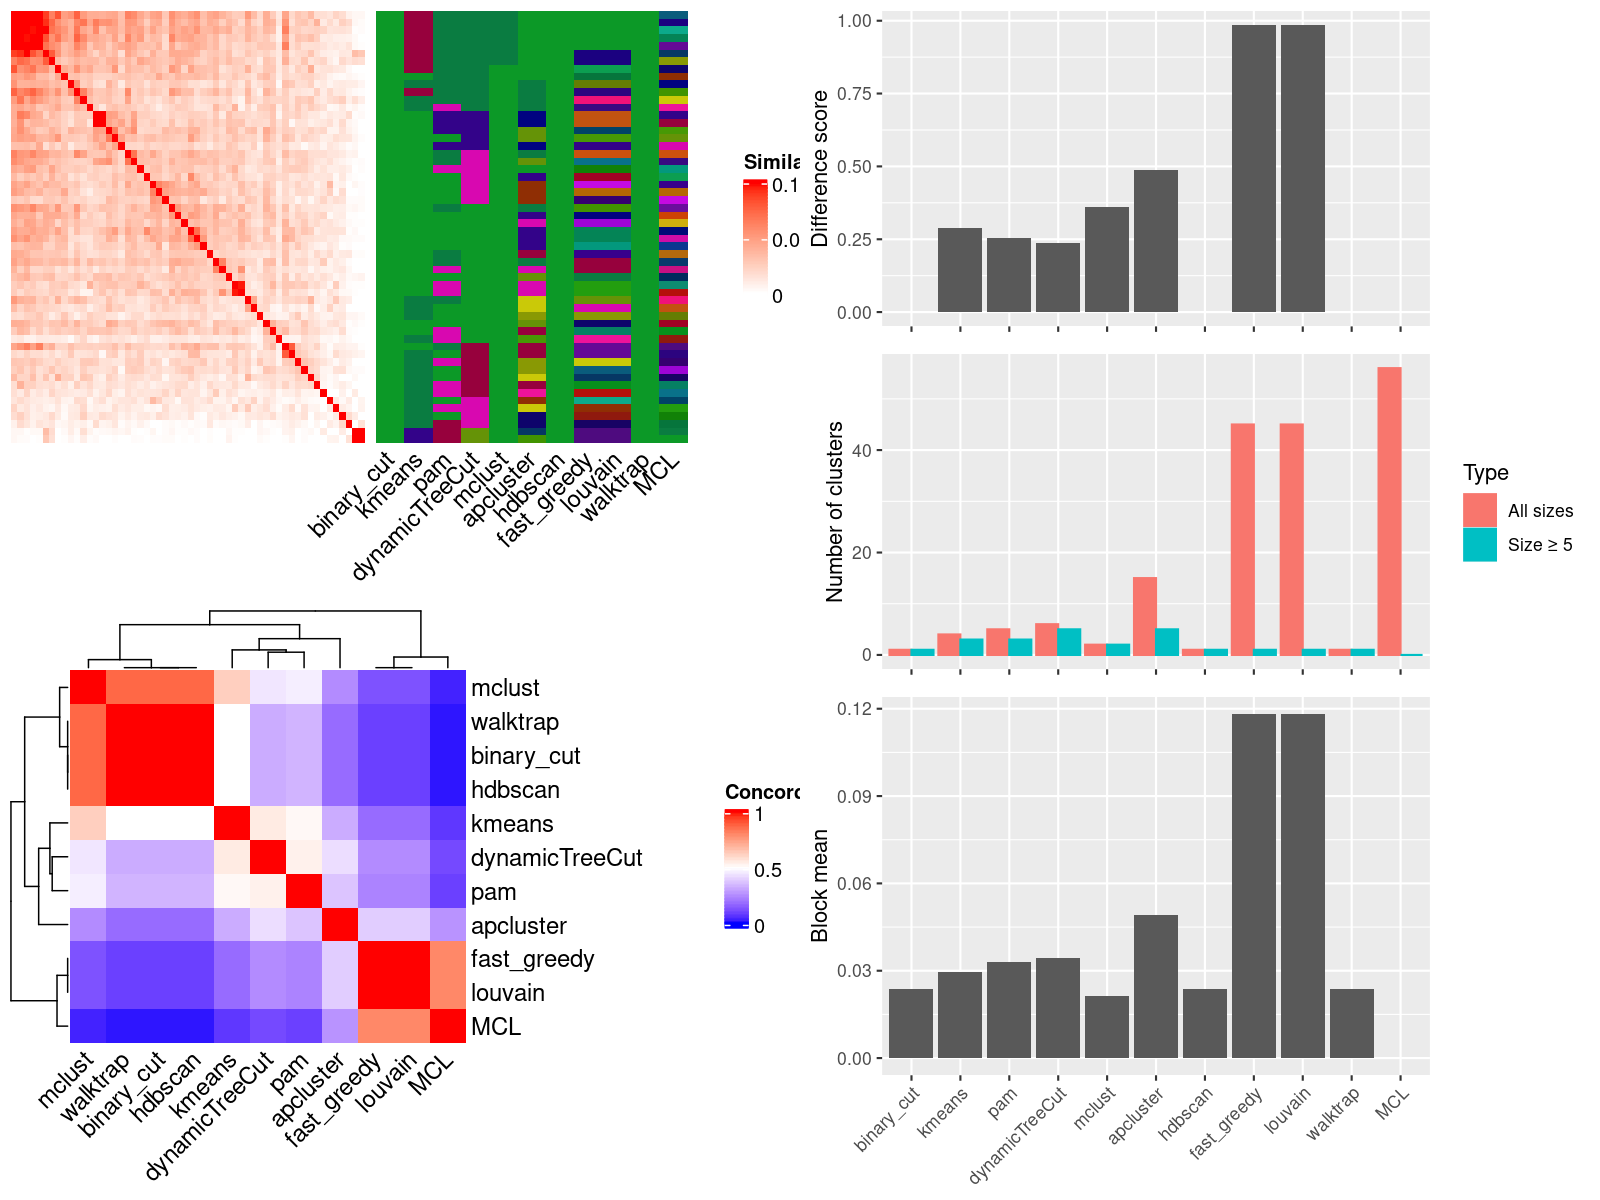 Simila
0.1
0.0
0
binary_cut
kmeans
pam
dynamicTreeCut
mclust
apcluster
hdbscan
fast_greedy
louvain
walktrap
MCL
mclust
walktrap
binary_cut
hdbscan
kmeans
dynamicTreeCut
pam
apcluster
fast_greedy
louvain
MCL
mclust
walktrap
binary_cut
hdbscan
kmeans
dynamicTreeCut
pam
apcluster
fast_greedy
louvain
MCL
Concord
1
0.5
0
Difference score
1.00
0.75
0.50
0.25
0.00
Number of clusters
40
20
0
Type
All sizes
Size ≥ 5
Block mean
0.12
0.09
0.06
0.03
0.00
binary_cut
kmeans
pam
dynamicTreeCut
mclust
apcluster
hdbscan
fast_greedy
louvain
walktrap
MCL